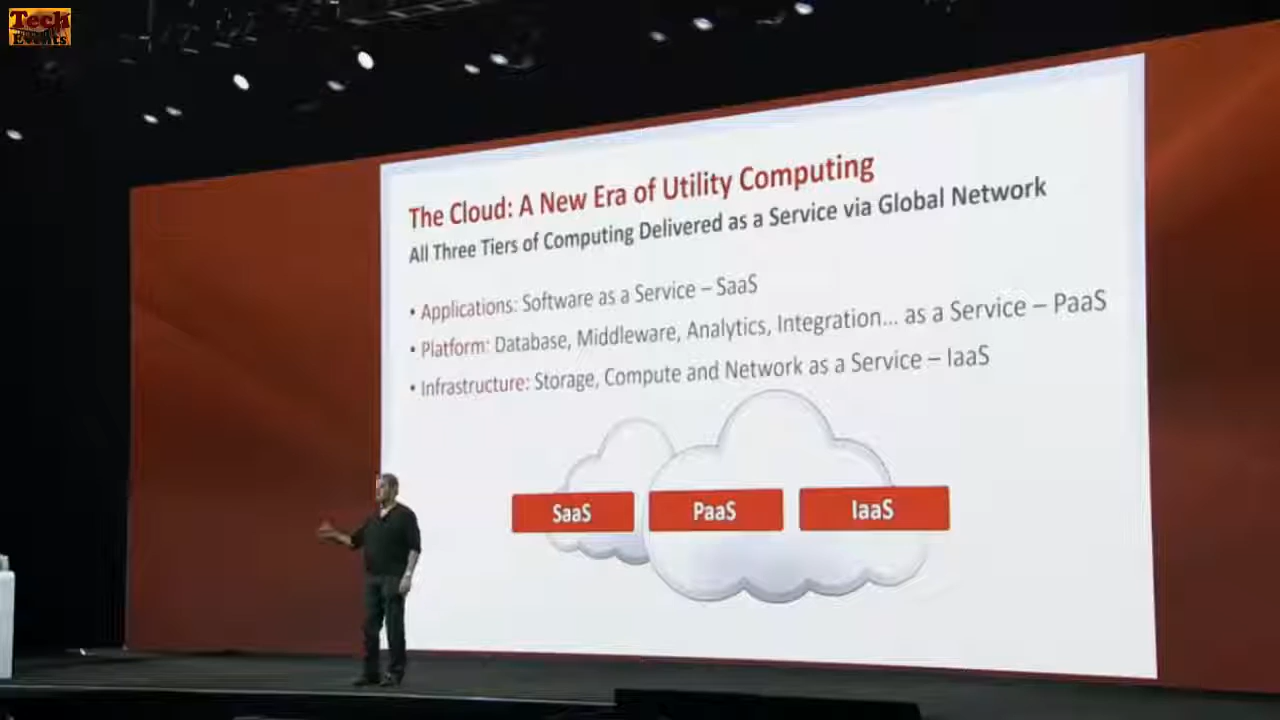 Tech
Events
The Cloud: A New Era of Utility Computing
All Three Tiers of Computing Delivered as a Service via Global Network
• Applications: Software as a Service – SaaS
• Platform: Database, Middleware, Analytics, Integration... as a Service – PaaS
• Infrastructure: Storage, Compute and Network as a Service – IaaS
SaaS PaaS IaaS